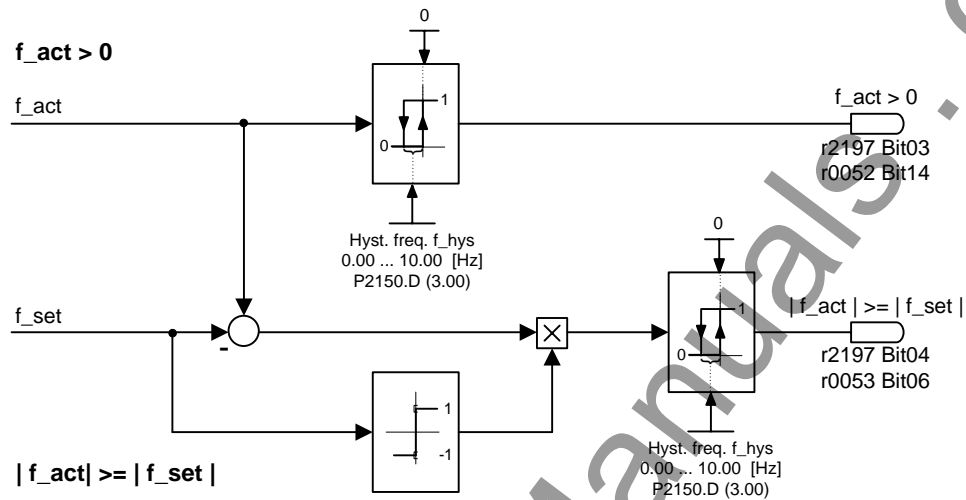 0
f_act > 0
f_act
1
0
f_act > 0
r2197 Bit03
r0052 Bit14
Hyst. freq. f_hys
0.00 ... 10.00 [Hz]
P2150.D (3.00)
0
f_set
-
1
0
| f_act | >= | f_set |
r2197 Bit04
r0053 Bit06
1
-1
Hyst. freq. f_hys
0.00 ... 10.00 [Hz]
P2150.D (3.00)
| f_act| >= | f_set |
Manuals .